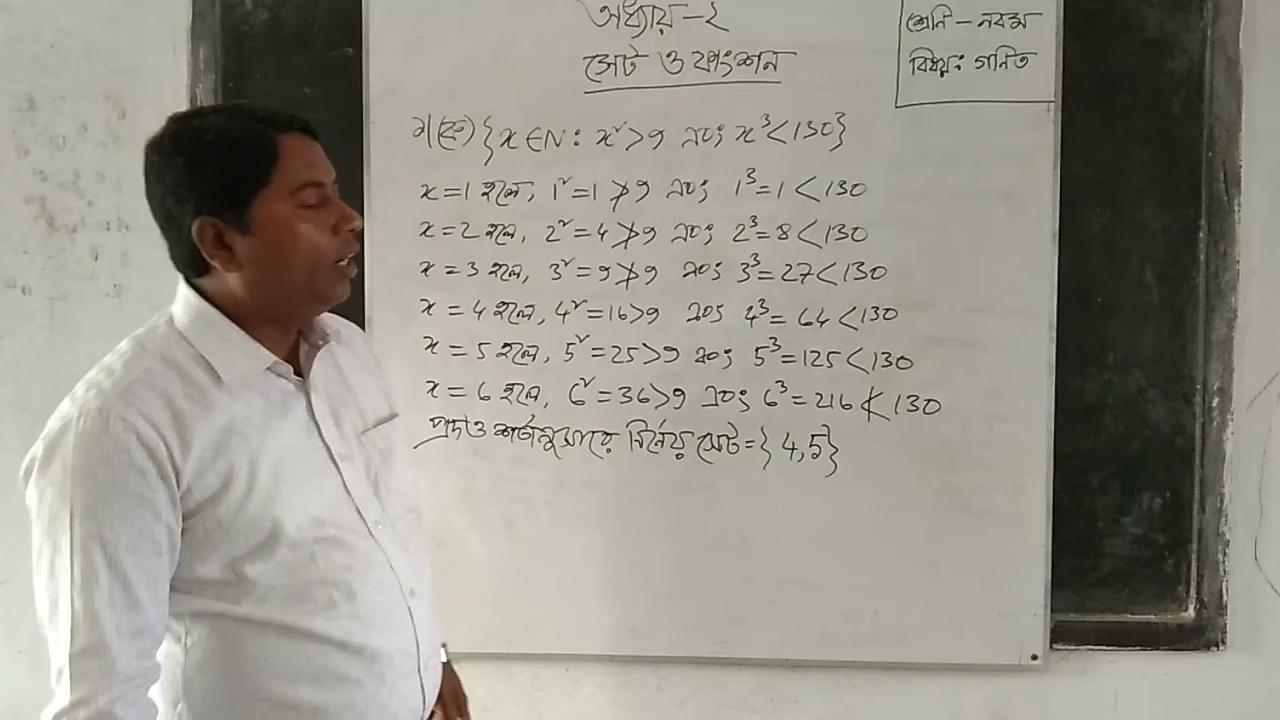 অধ্যায়-২
সেট ও ফাংশন
শ্রেনি - নবম
বিষয়: গনিত
১(ঙ) {x ∈ N : x² > 9 এবং x³ < 130}
x = 1 হলে, 1² = 1 ≯ 9 এবং 1³ = 1 < 130
x = 2 হলে, 2² = 4 ≯ 9 এবং 2³ = 8 < 130
x = 3 হলে, 3² = 9 ≯ 9 এবং 3³ = 27 < 130
x = 4 হলে, 4² = 16 > 9 এবং 4³ = 64 < 130
x = 5 হলে, 5² = 25 > 9 এবং 5³ = 125 < 130
x = 6 হলে, 6² = 36 > 9 এবং 6³ = 216 ≮ 130
প্রদত্ত শর্তানুসারে নির্নেয় সেট = {4, 5}